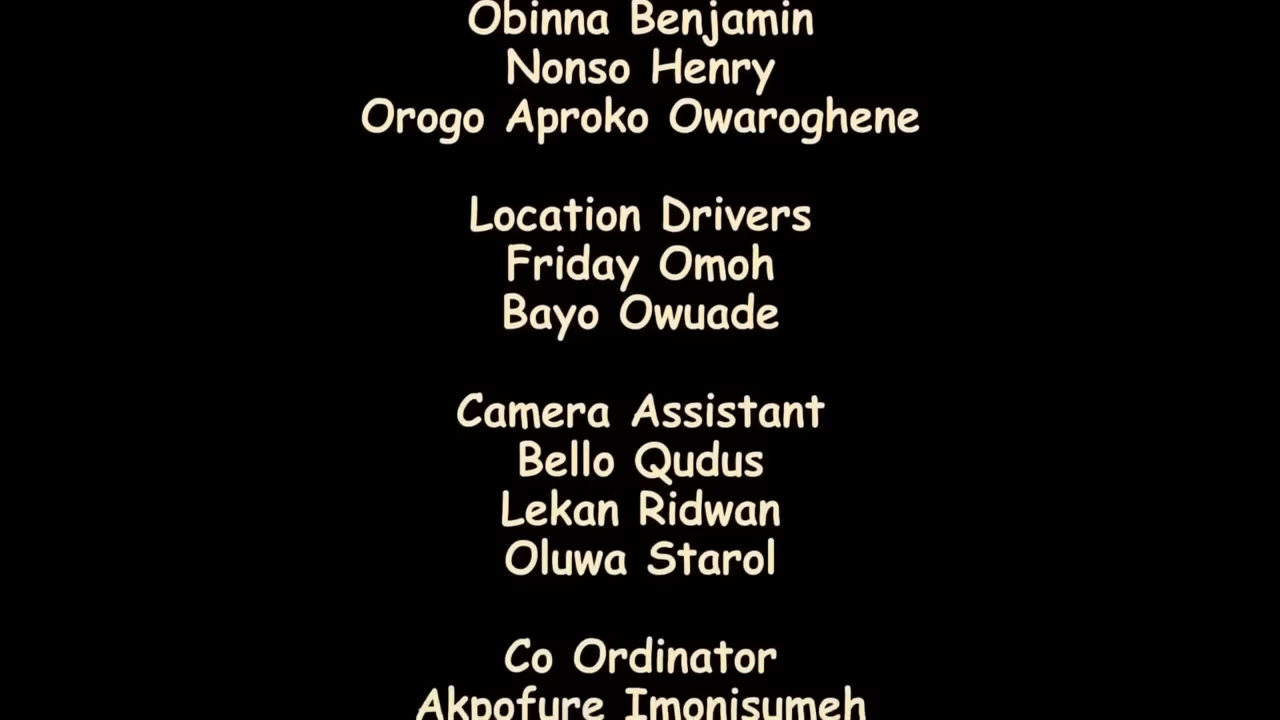 Obinna Benjamin
Nonso Henry
Orogo Aproko Owaroghene
Location Drivers
Friday Omoh
Bayo Owuade
Camera Assistant
Bello Qudus
Lekan Ridwan
Oluwa Starol
Co Ordinator
Akpofure Imonisumeh